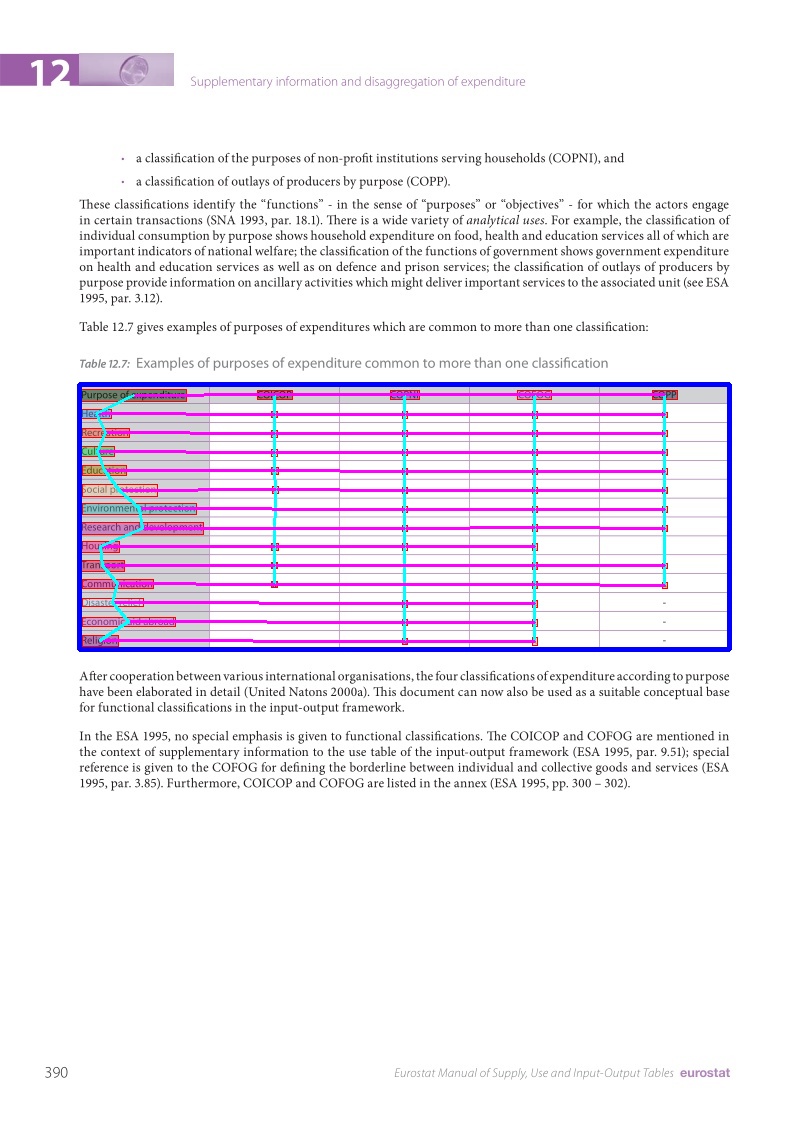 12
Supplementary information and disaggregation of expenditure
· a classification of the purposes of non-profit institutions serving households (COPNI), and
· a classification of outlays of producers by purpose (COPP).
These classifications identify the “functions” - in the sense of “purposes” or “objectives” - for which the actors engage
in certain transactions (SNA 1993, par. 18.1). There is a wide variety of analytical uses. For example, the classification of
individual consumption by purpose shows household expenditure on food, health and education services all of which are
important indicators of national welfare; the classification of the functions of government shows government expenditure
on health and education services as well as on defence and prison services; the classification of outlays of producers by
purpose provide information on ancillary activities which might deliver important services to the associated unit (see ESA
1995, par. 3.12).
Table 12.7 gives examples of purposes of expenditures which are common to more than one classification:
Table 12.7: Examples of purposes of expenditure common to more than one classification
Purpose of expenditure COICOP COPNI COFOG COPP
Health
Recreation
Culture
Education
Social protection
Environmental protection
Research and development
Housing
Transport
Communication
Disaster relief -
Economic aid abroad -
Religion -
After cooperation between various international organisations, the four classifications of expenditure according to purpose
have been elaborated in detail (United Natons 2000a). This document can now also be used as a suitable conceptual base
for functional classifications in the input-output framework.
In the ESA 1995, no special emphasis is given to functional classifications. The COICOP and COFOG are mentioned in
the context of supplementary information to the use table of the input-output framework (ESA 1995, par. 9.51); special
reference is given to the COFOG for defining the borderline between individual and collective goods and services (ESA
1995, par. 3.85). Furthermore, COICOP and COFOG are listed in the annex (ESA 1995, pp. 300 – 302).
390
Eurostat Manual of Supply, Use and Input-Output Tables eurostat